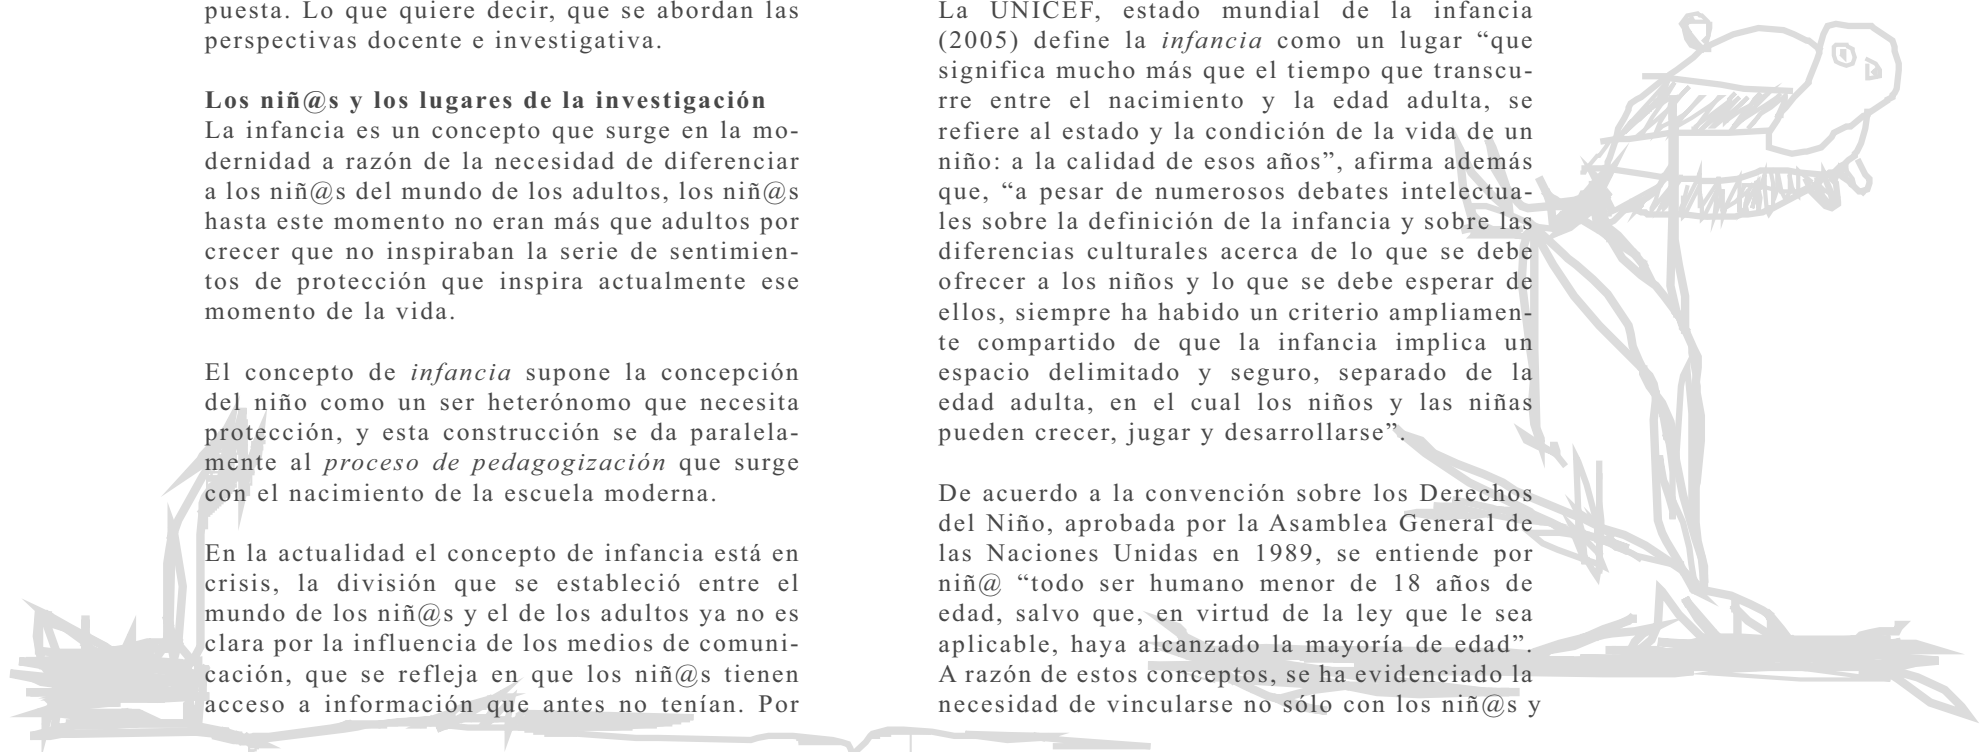 puesta. Lo que quiere decir, que se abordan las
perspectivas docente e investigativa.
Los niñ@s y los lugares de la investigación
La infancia es un concepto que surge en la mo-
dernidad a razón de la necesidad de diferenciar
a los niñ@s del mundo de los adultos, los niñ@s
hasta este momento no eran más que adultos por
crecer que no inspiraban la serie de sentimien-
tos de protección que inspira actualmente ese
momento de la vida.
El concepto de infancia supone la concepción
del niño como un ser heterónomo que necesita
protección, y esta construcción se da paralela-
mente al proceso de pedagogización que surge
con el nacimiento de la escuela moderna.
En la actualidad el concepto de infancia está en
crisis, la división que se estableció entre el
mundo de los niñ@s y el de los adultos ya no es
clara por la influencia de los medios de comuni-
cación, que se refleja en que los niñ@s tienen
acceso a información que antes no tenían. Por
La UNICEF, estado mundial de la infancia
(2005) define la infancia como un lugar “que
significa mucho más que el tiempo que transcu-
rre entre el nacimiento y la edad adulta, se
refiere al estado y la condición de la vida de un
niño: a la calidad de esos años”, afirma además
que, “a pesar de numerosos debates intelectua-
les sobre la definición de la infancia y sobre las
diferencias culturales acerca de lo que se debe
ofrecer a los niños y lo que se debe esperar de
ellos, siempre ha habido un criterio ampliamen-
te compartido de que la infancia implica un
espacio delimitado y seguro, separado de la
edad adulta, en el cual los niños y las niñas
pueden crecer, jugar y desarrollarse”.
De acuerdo a la convención sobre los Derechos
del Niño, aprobada por la Asamblea General de
las Naciones Unidas en 1989, se entiende por
niñ@ “todo ser humano menor de 18 años de
edad, salvo que, en virtud de la ley que le sea
aplicable, haya alcanzado la mayoría de edad”.
A razón de estos conceptos, se ha evidenciado la
necesidad de vincularse no sólo con los niñ@s y